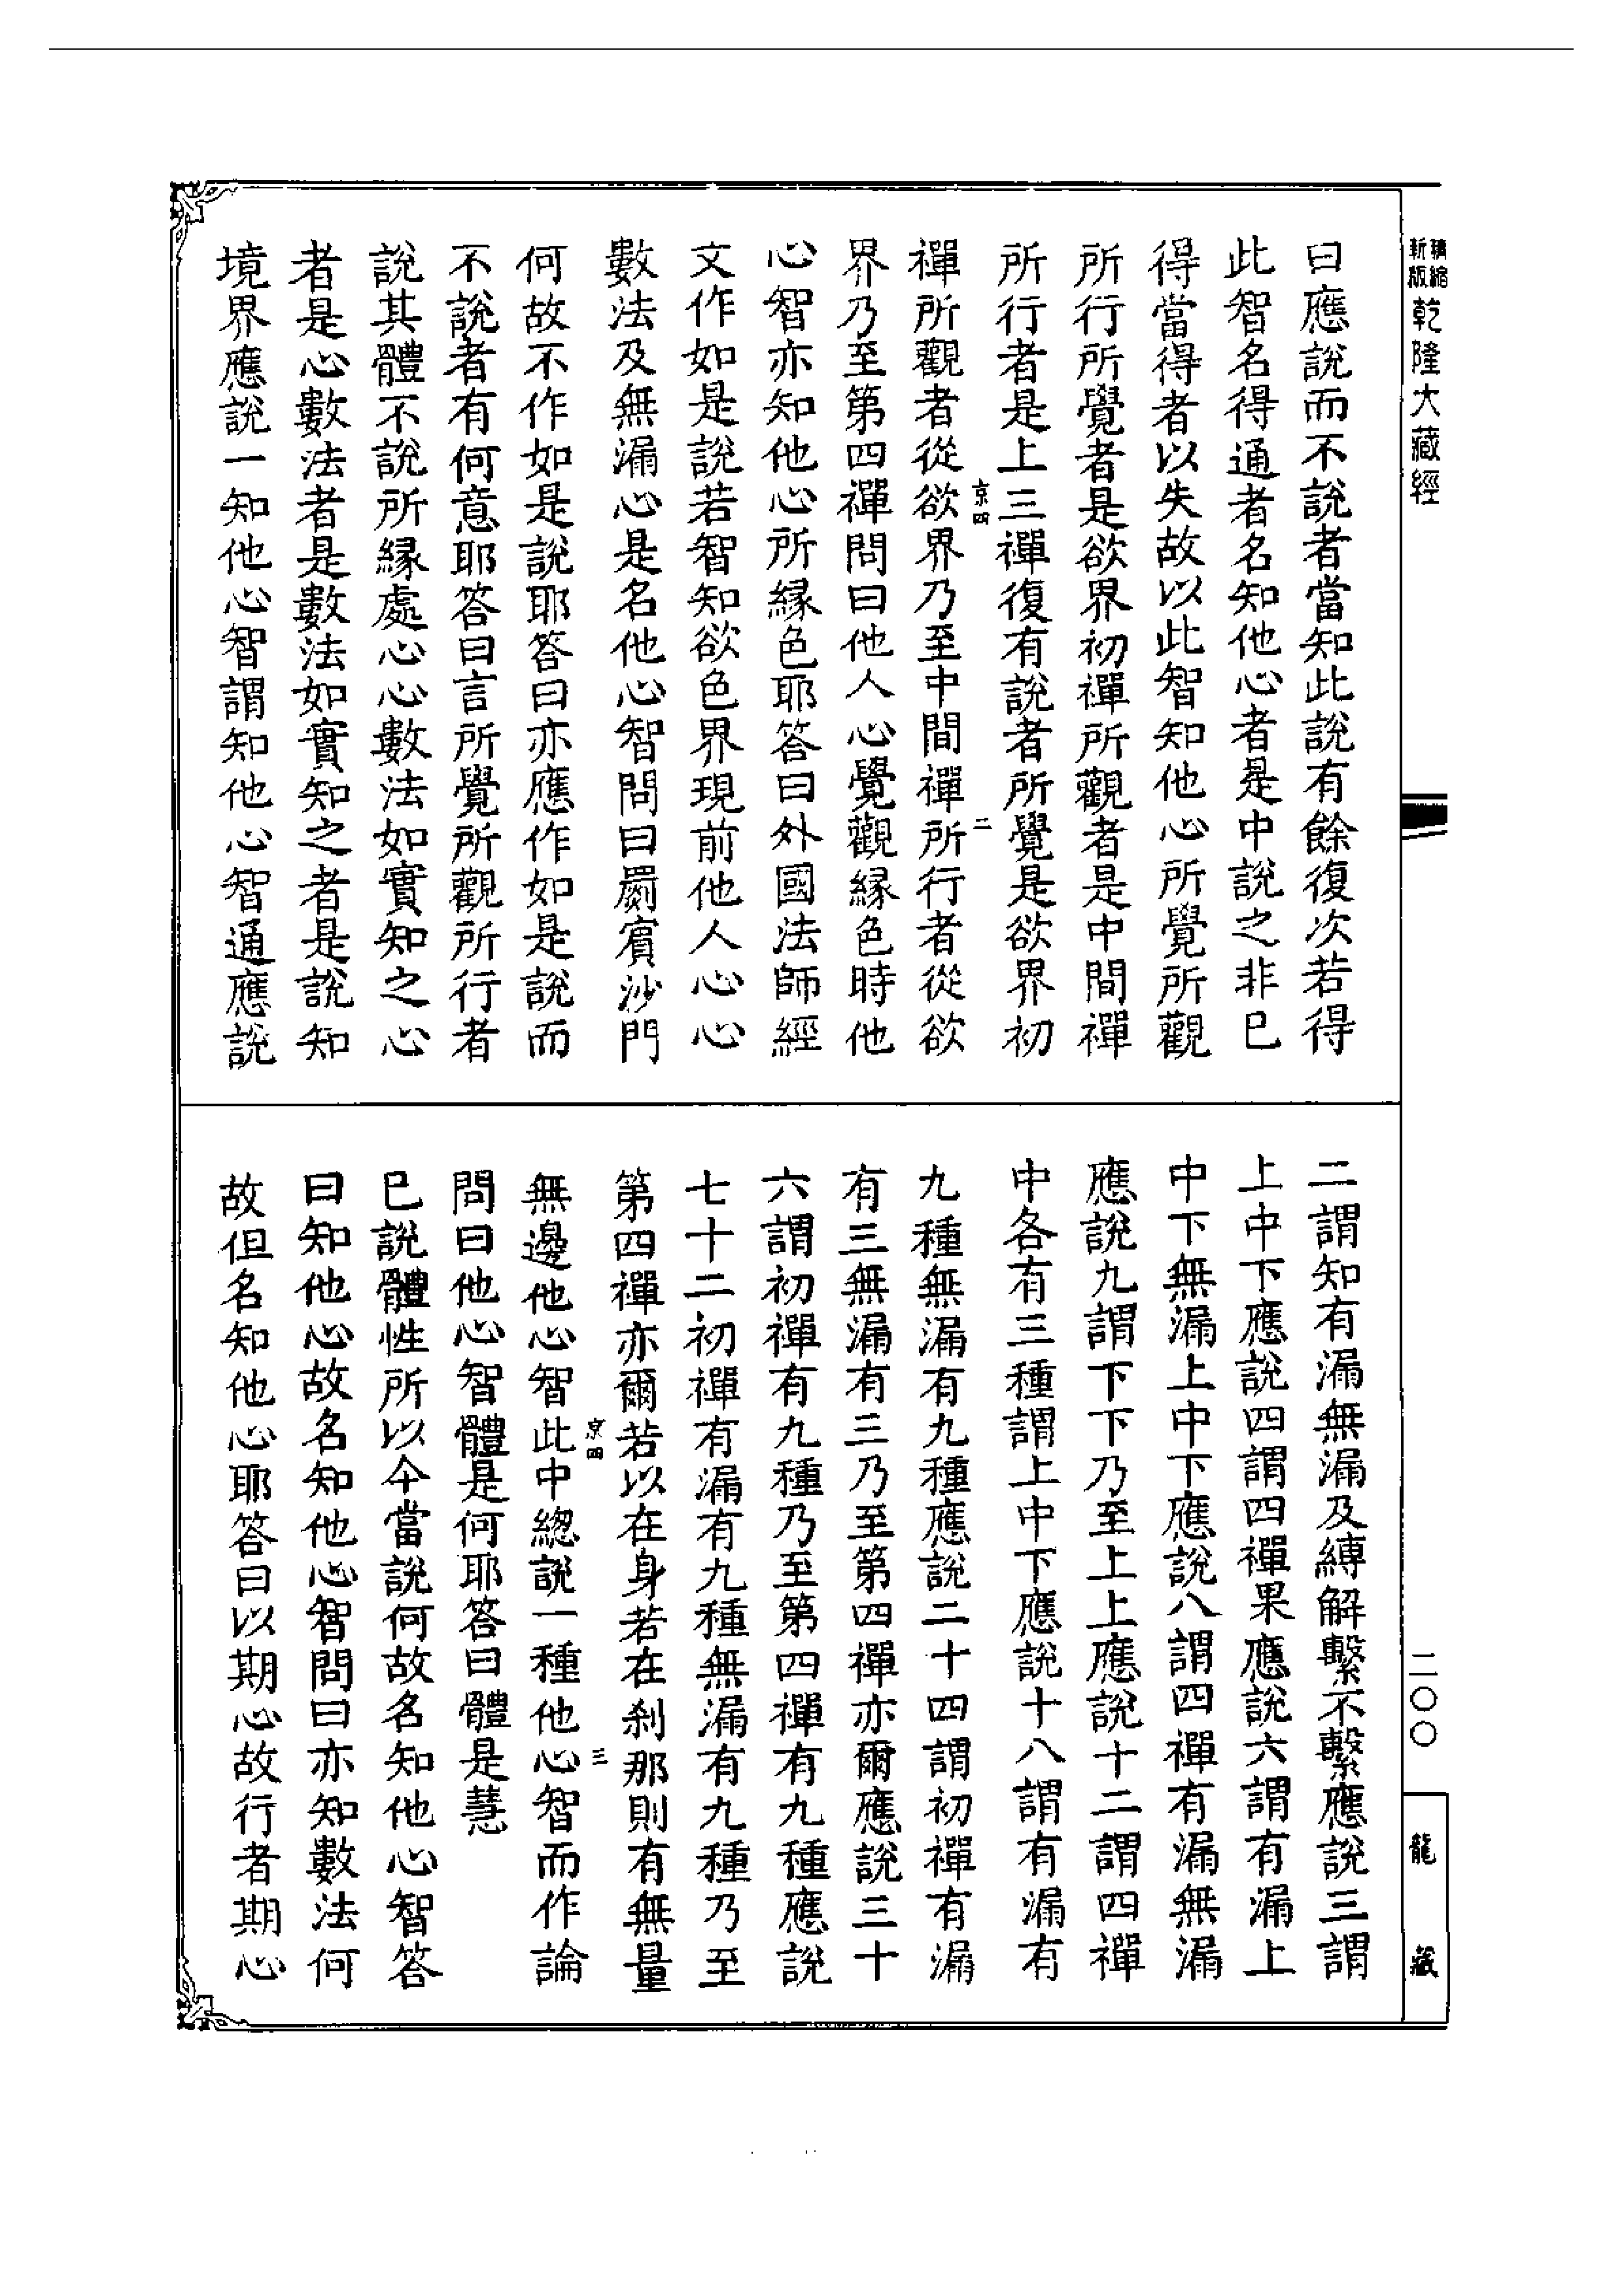 精縮新版乾隆大藏經
曰應說而不說者當知此說有餘復次若得
此智名得通者名知他心者是中說之非已
得當得者以失故以此智知他心所覺所觀
所行所覺者是欲界初禪所觀者是中間禪
所行者是上三禪復有說者所覺是欲界初
禪所觀者從欲界乃至中間禪所行者從欲
京四
二
界乃至第四禪問曰他人心覺觀緣色時他
心智亦知他心所緣色耶答曰外國法師經
文作如是說若智知欲色界現前他人心心
數法及無漏心是名他心智問曰罽賓沙門
何故不作如是說耶答曰亦應作如是說而
不說者有何意耶答曰言所覺所觀所行者
說其體不說所緣處心心數法如實知之心
者是心數法者是數法如實知之者是說知
境界應說一知他心智謂知他心智通應說
二謂知有漏無漏及縛解繫不繫應說三謂
上中下應說四謂四禪果應說六謂有漏上
中下無漏上中下應說八謂四禪有漏無漏
應說九謂下下乃至上上應說十二謂四禪
中各有三種謂上中下應說十八謂有漏有
九種無漏有九種應說二十四謂初禪有漏
有三無漏有三乃至第四禪亦爾應說三十
六謂初禪有九種乃至第四禪有九種應說
七十二初禪有漏有九種無漏有九種乃至
第四禪亦爾若以在身若在剎那則有無量
京四
三
無邊他心智此中總說一種他心智而作論
問曰他心智體是何耶答曰體是慧
已說體性所以今當說何故名知他心智答
曰知他心故名知他心智問曰亦知數法何
故但名知他心耶答曰以期心故行者期心
二〇〇
龍藏